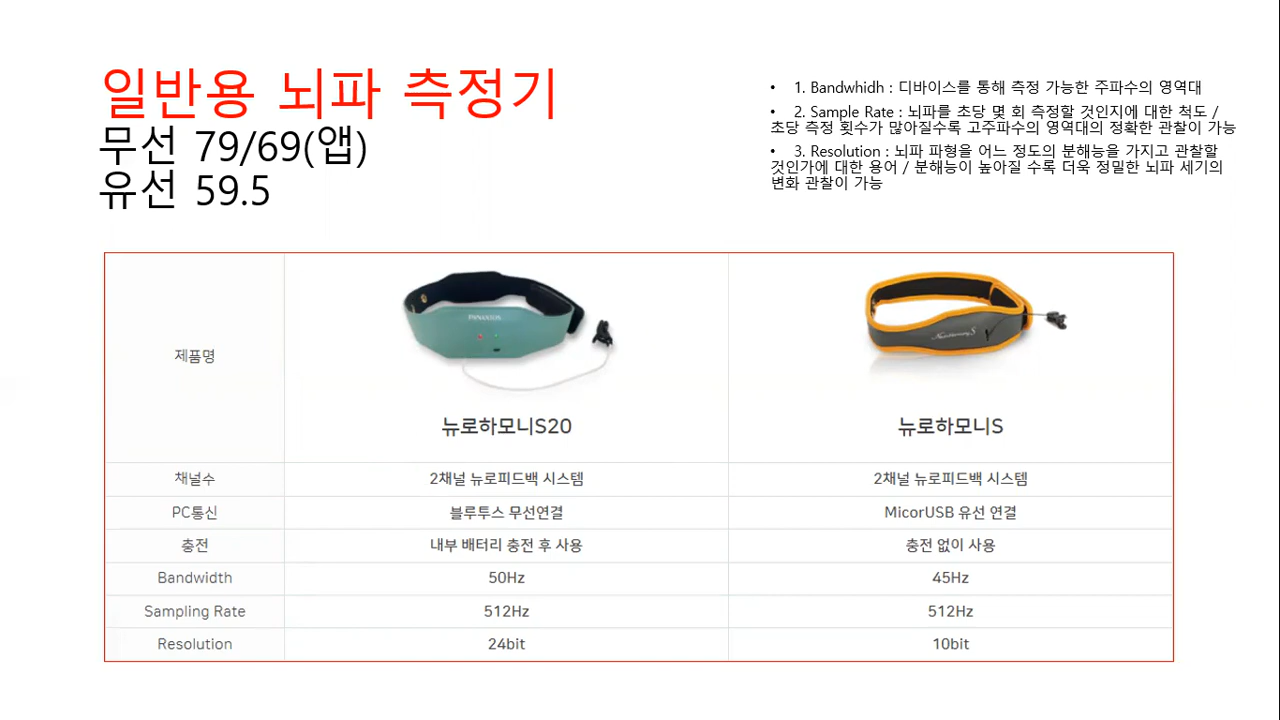 일반용 뇌파 측정기
무선 79/69(앱)
유선 59.5
• 1. Bandwhidh : 디바이스를 통해 측정 가능한 주파수의 영역대
• 2. Sample Rate : 뇌파를 초당 몇 회 측정할 것인지에 대한 척도 /
초당 측정 횟수가 많아질수록 고주파수의 영역대의 정확한 관찰이 가능
• 3. Resolution : 뇌파 파형을 어느 정도의 분해능을 가지고 관찰할
것인가에 대한 용어 / 분해능이 높아질 수록 더욱 정밀한 뇌파 세기의
변화 관찰이 가능
제품명
PANAXTOS
NeuroharmonyS
뉴로하모니S20
뉴로하모니S
채널수 2채널 뉴로피드백 시스템 2채널 뉴로피드백 시스템
PC통신 블루투스 무선연결 MicorUSB 유선 연결
충전 내부 배터리 충전 후 사용 충전 없이 사용
Bandwidth 50Hz 45Hz
Sampling Rate 512Hz 512Hz
Resolution 24bit 10bit